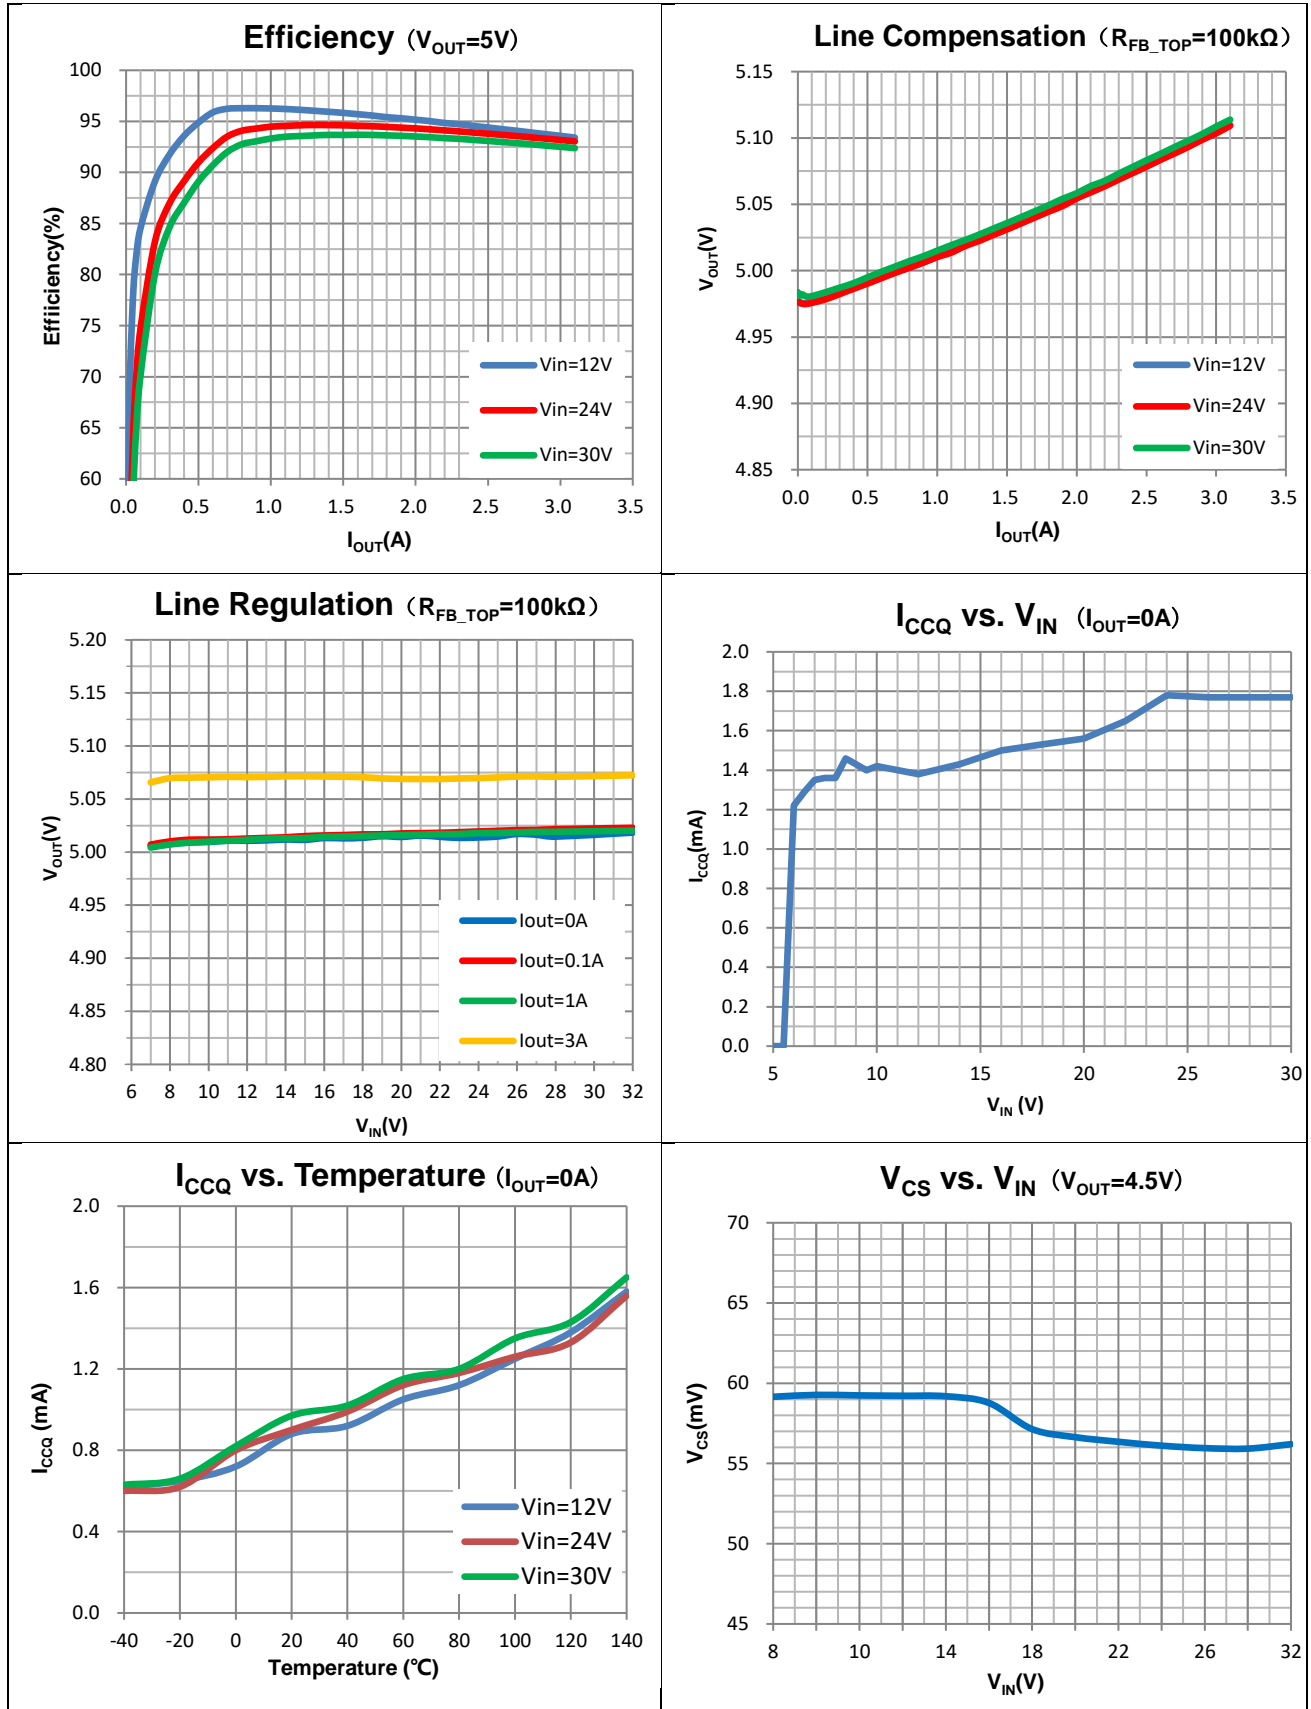 Efficiency (VOUT=5V)
100
95
90
85
80
75
70
65
60
Effiiciency(%)
Vin=12V
Vin=24V
Vin=30V
0.0 0.5 1.0 1.5 2.0 2.5 3.0 3.5
IOUT(A)
Line Compensation (RFB_TOP=100kΩ)
5.15
5.10
5.05
5.00
4.95
4.90
4.85
VOUT(V)
Vin=12V
Vin=24V
Vin=30V
0.0 0.5 1.0 1.5 2.0 2.5 3.0 3.5
IOUT(A)
Line Regulation (RFB_TOP=100kΩ)
5.20
5.15
5.10
5.05
5.00
4.95
4.90
4.85
4.80
VOUT(V)
Iout=0A
Iout=0.1A
Iout=1A
Iout=3A
6 8 10 12 14 16 18 20 22 24 26 28 30 32
VIN(V)
ICCQ vs. VIN (IOUT=0A)
2.0
1.8
1.6
1.4
1.2
1.0
0.8
0.6
0.4
0.2
0.0
ICCQ(mA)
5 10 15 20 25 30
VIN (V)
ICCQ vs. Temperature (IOUT=0A)
2.0
1.6
1.2
0.8
0.4
0.0
ICCQ (mA)
Vin=12V
Vin=24V
Vin=30V
-40 -20 0 20 40 60 80 100 120 140
Temperature (℃)
VCS vs. VIN (VOUT=4.5V)
70
65
60
55
50
45
VCS(mV)
8 10 14 16 18 22 26 28 32
VIN(V)